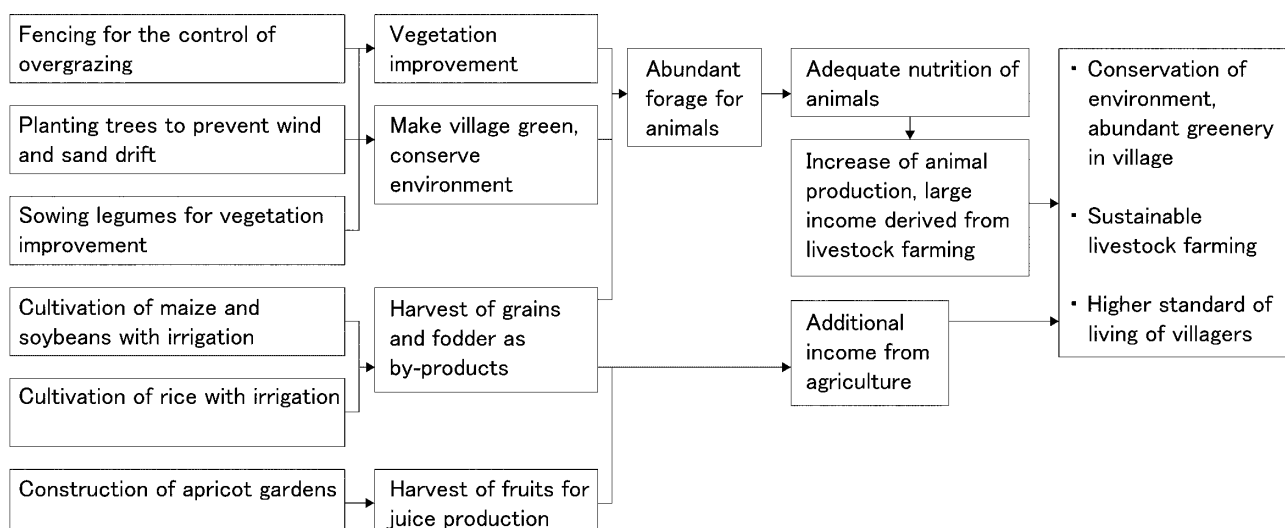 Fencing for the control of
overgrazing
Planting trees to prevent wind
and sand drift
Sowing legumes for vegetation
improvement
Cultivation of maize and
soybeans with irrigation
Cultivation of rice with irrigation
Construction of apricot gardens
Vegetation
improvement
Make village green,
conserve
environment
Harvest of grains
and fodder as
by-products
Harvest of fruits for
juice production
Abundant
forage for
animals
Adequate nutrition of
animals
Increase of animal
production, large
income derived from
livestock farming
Additional
income from
agriculture
・ Conservation of
environment,
abundant greenery
in village
・ Sustainable
livestock farming
・ Higher standard of
living of villagers